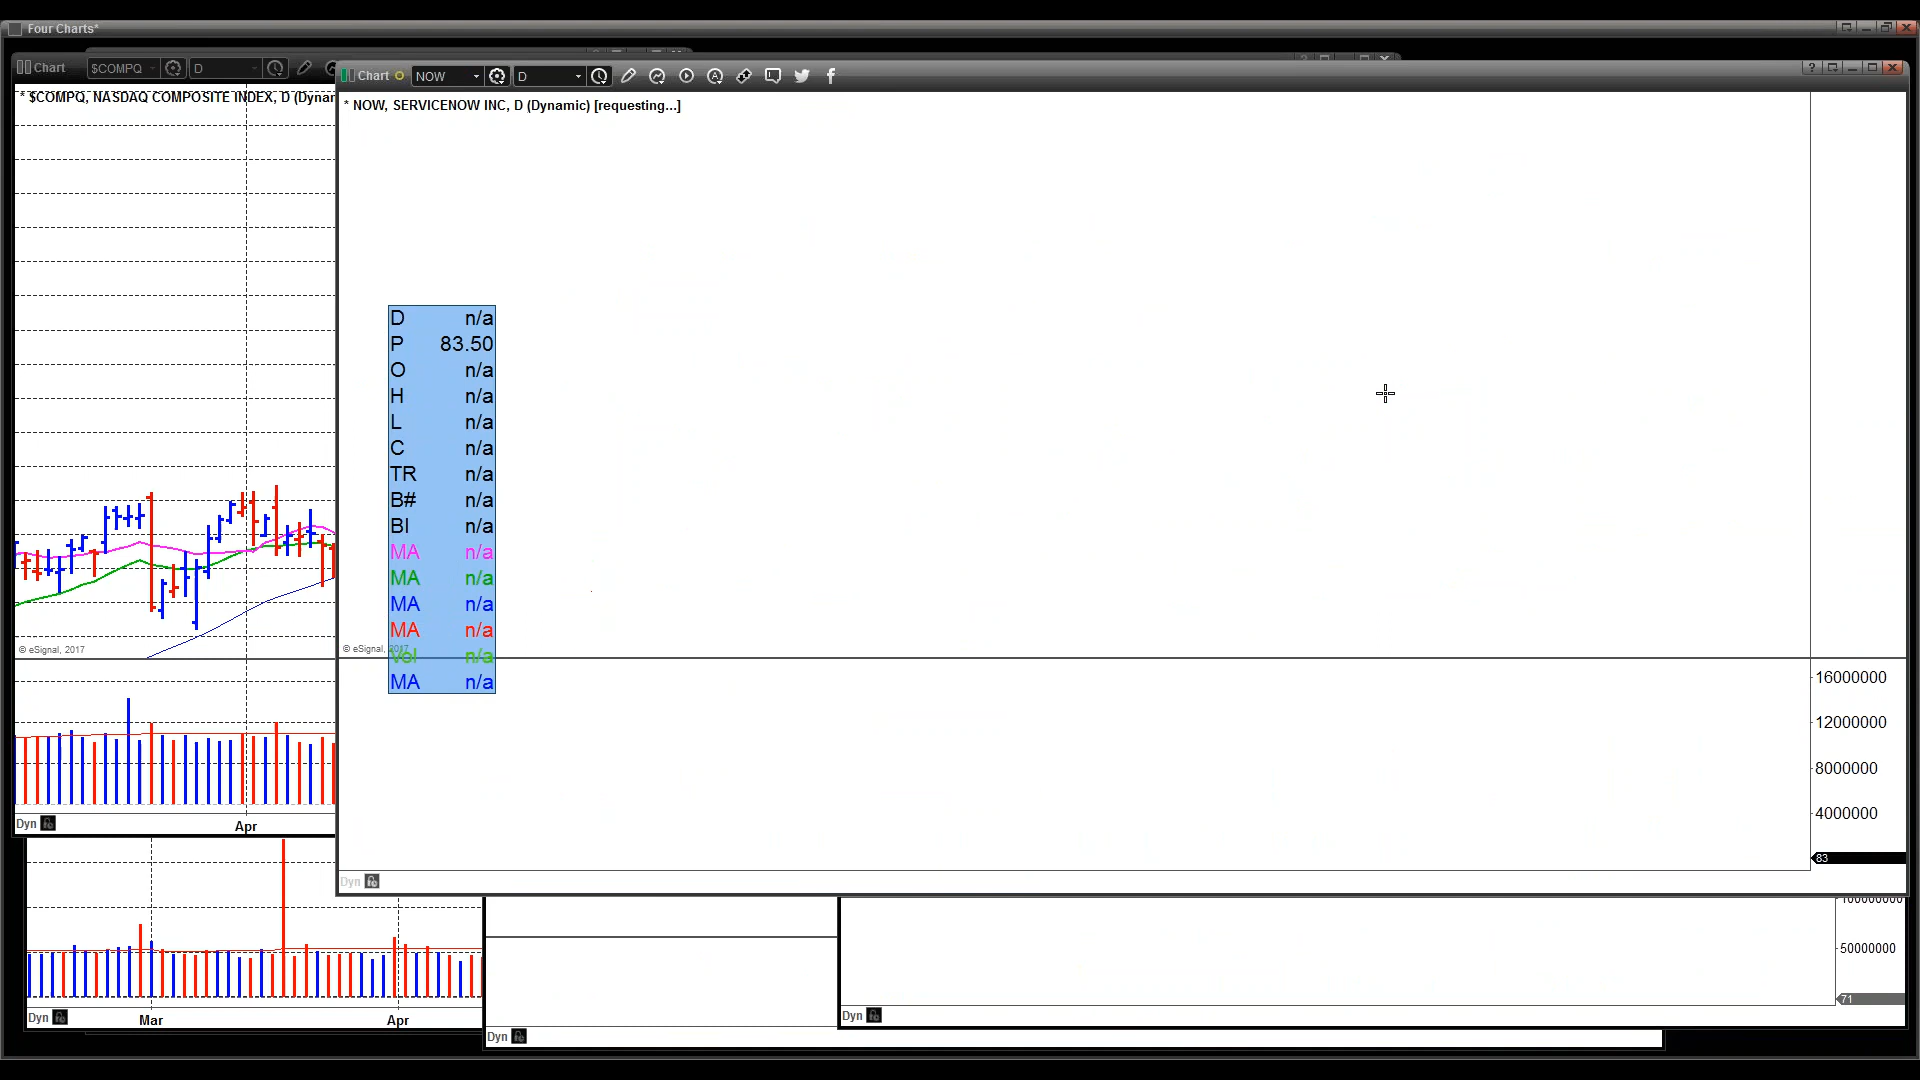 Four Charts*
Chart $COMPQ D
Chart NOW D
* $COMPQ, NASDAQ COMPOSITE INDEX, D (Dynar
* NOW, SERVICENOW INC, D (Dynamic) [requesting...]
D n/a
P 83.50
O n/a
H n/a
L n/a
C n/a
TR n/a
B# n/a
BI n/a
MA n/a
MA n/a
MA n/a
MA n/a
Vol n/a
MA n/a
© eSignal, 2017
© eSignal, 2017
16000000
12000000
8000000
4000000
83
Dyn
Apr
Dyn
100000000
50000000
71
Dyn
Mar Apr
Dyn
Dyn